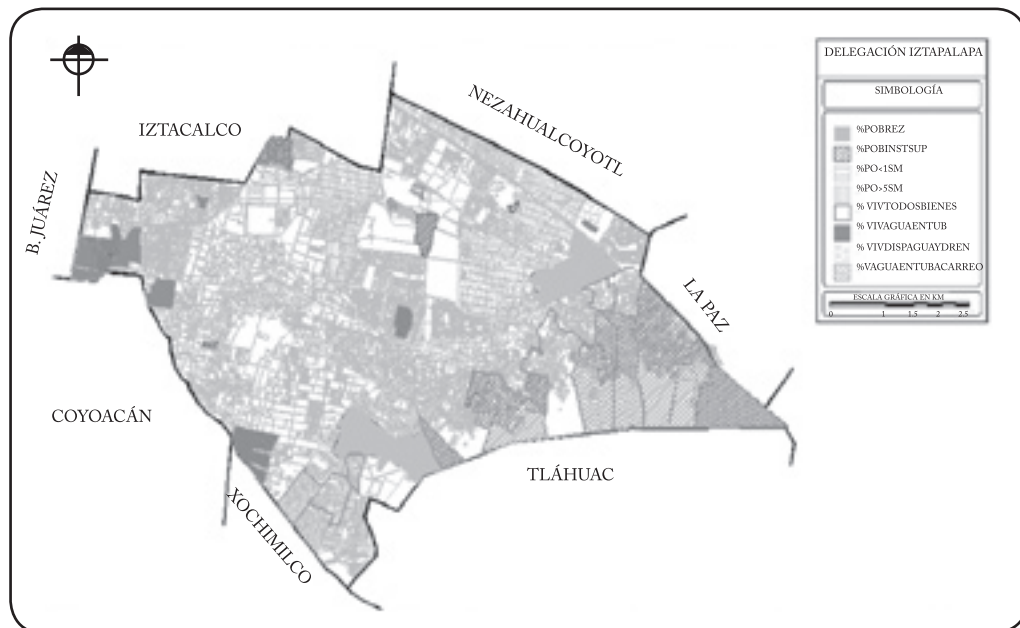 IZTACALCO
NEZAHUALCOYOTL
B. JUÁREZ
LA PAZ
COYOACÁN
TLÁHUAC
XOCHIMILCO
DELEGACIÓN IZTAPALAPA
SIMBOLOGÍA
%POBREZ
%POBINSTSUP
%PO<1SM
%PO>5SM
% VIVTODOSBIENES
% VIVAGUAENTUB
% VIVDISPAGUAYDREN
%VAGUAENTUBACARREO
ESCALA GRÁFICA EN KM
0 1 1.5 2 2.5